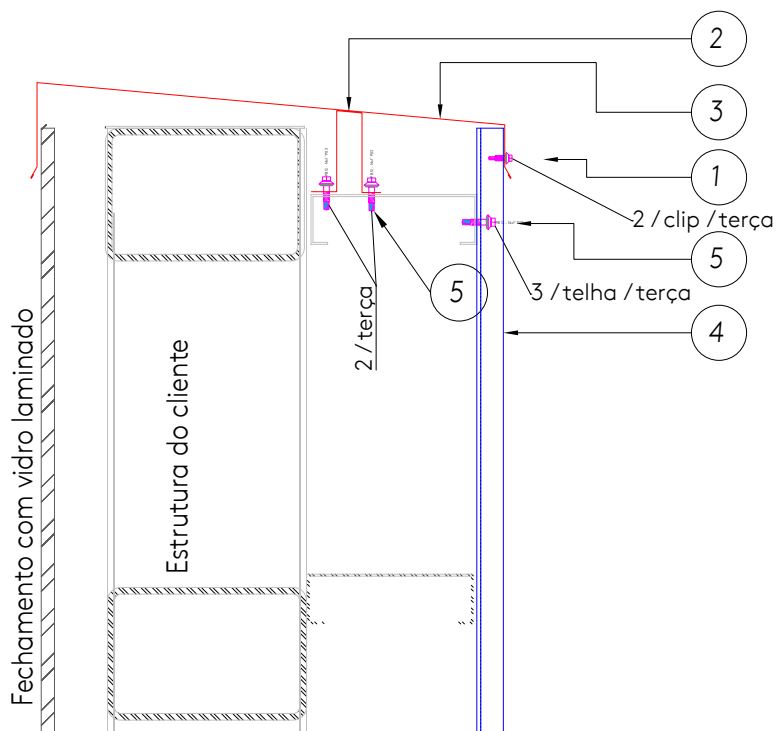 2
3
1
2 / clip / terça
5
3 / telha / terça
5
4
2 / terça
Estrutura do cliente
Fechamento com vidro laminado